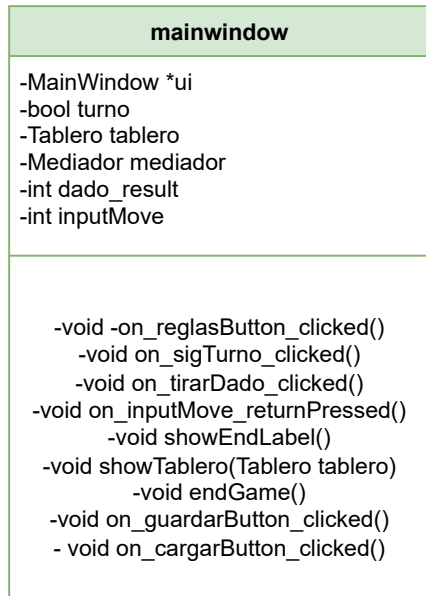 mainwindow
-MainWindow *ui
-bool turno
-Tablero tablero
-Mediador mediador
-int dado_result
-int inputMove
-void -on_reglasButton_clicked()
-void on_sigTurno_clicked()
-void on_tirarDado_clicked()
-void on_inputMove_returnPressed()
-void showEndLabel()
-void showTablero(Tablero tablero)
-void endGame()
-void on_guardarButton_clicked()
- void on_cargarButton_clicked()